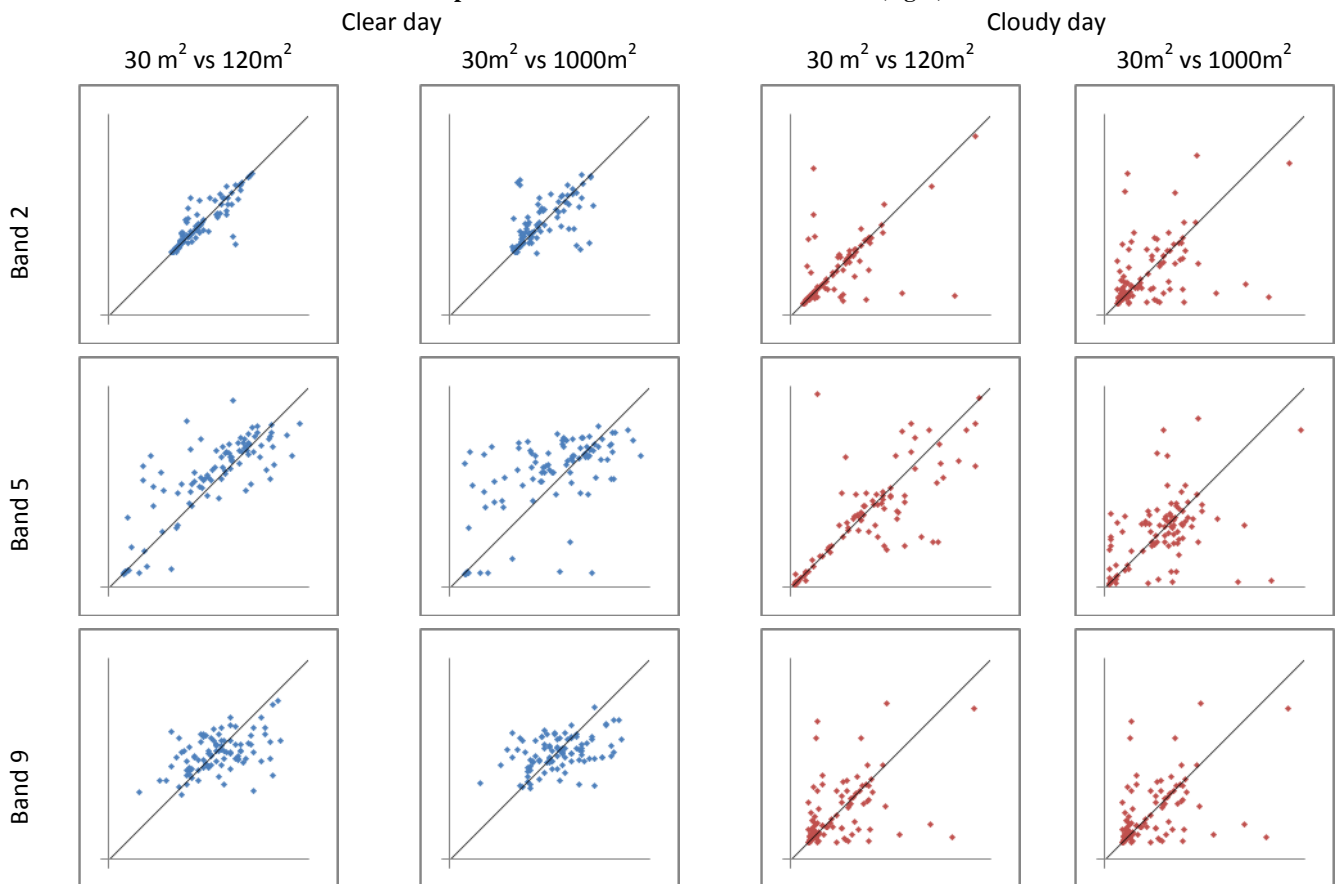 Clear day Cloudy day
30 m² vs 120m² 30m² vs 1000m² 30 m² vs 120m² 30m² vs 1000m²
Band 2
Band 5
Band 9